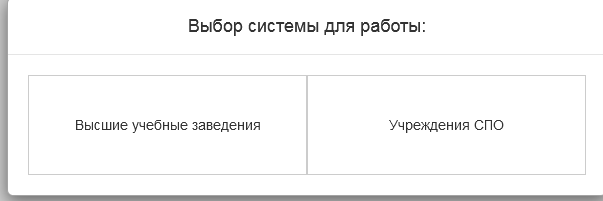 Выбор системы для работы:
Высшие учебные заведения
Учреждения СПО